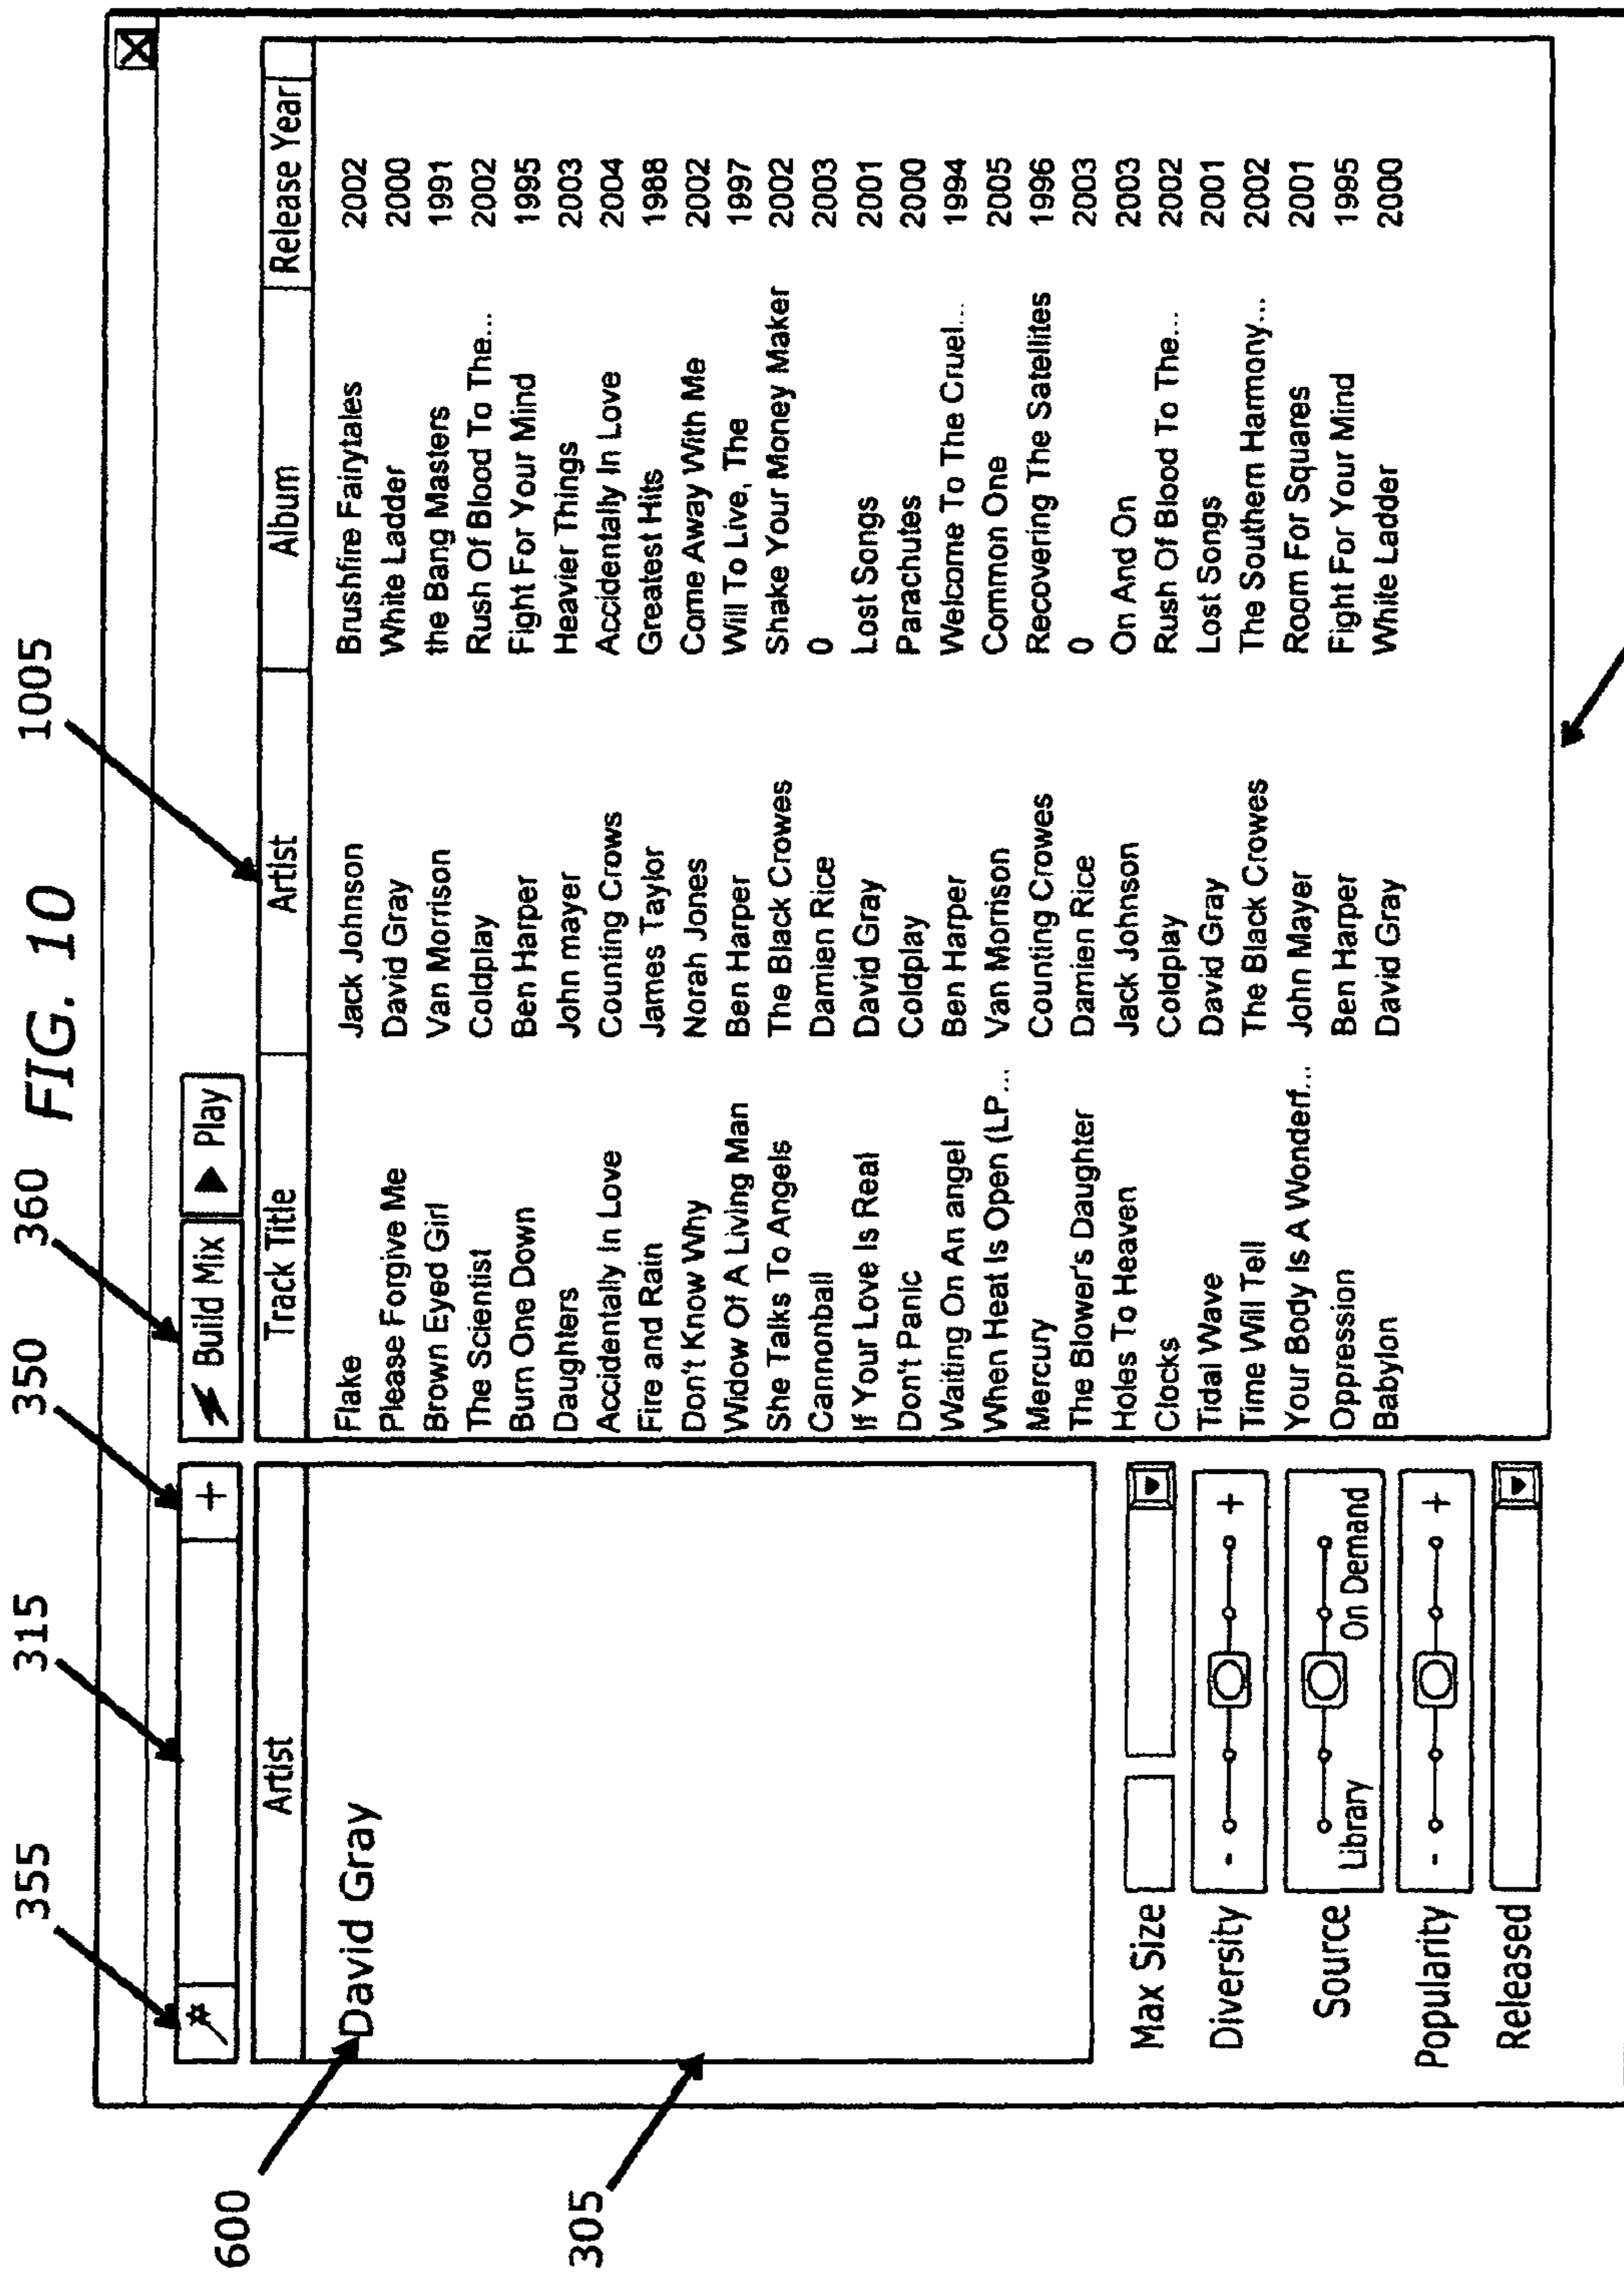 FIG. 10
355
315
350
360
1005
600
305
+
Build Mix
Play
Artist
David Gray
Max Size
Diversity
- +
Source
Library On Demand
Popularity
- +
Released
Track Title Artist Album Release Year
Flake Jack Johnson Brushfire Fairytales 2002
Please Forgive Me David Gray White Ladder 2000
Brown Eyed Girl Van Morrison the Bang Masters 1991
The Scientist Coldplay Rush Of Blood To The... 2002
Burn One Down Ben Harper Fight For Your Mind 1995
Daughters John mayer Heavier Things 2003
Accidentally In Love Counting Crows Accidentally In Love 2004
Fire and Rain James Taylor Greatest Hits 1988
Don't Know Why Norah Jones Come Away With Me 2002
Widow Of A Living Man Ben Harper Will To Live, The 1997
She Talks To Angels The Black Crowes Shake Your Money Maker 2002
Cannonball Damien Rice 0 2003
If Your Love Is Real David Gray Lost Songs 2001
Don't Panic Coldplay Parachutes 2000
Waiting On An angel Ben Harper Welcome To The Cruel... 1994
When Heat Is Open (LP... Van Morrison Common One 2005
Mercury Counting Crowes Recovering The Satellites 1996
The Blower's Daughter Damien Rice 0 2003
Holes To Heaven Jack Johnson On And On 2003
Clocks Coldplay Rush Of Blood To The... 2002
Tidal Wave David Gray Lost Songs 2001
Time Will Tell The Black Crowes The Southern Harmony... 2002
Your Body Is A Wonderf... John Mayer Room For Squares 2001
Oppression Ben Harper Fight For Your Mind 1995
Babylon David Gray White Ladder 2000